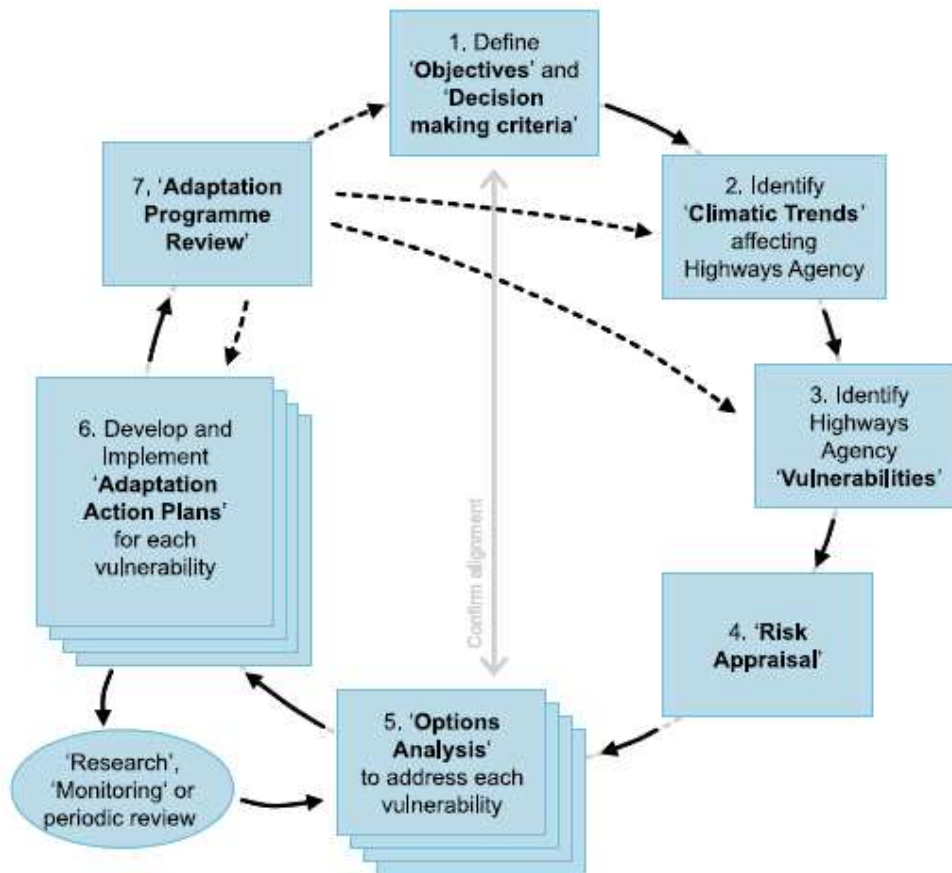 1. Define
'Objectives' and
'Decision
making criteria'
2. Identify
'Climatic Trends'
affecting
Highways Agency
3. Identify
Highways
Agency
'Vulnerabilities'
4. 'Risk
Appraisal'
5. 'Options
Analysis'
to address each
vulnerability
6. Develop and
Implement
'Adaptation
Action Plans'
for each
vulnerability
7. 'Adaptation
Programme
Review'
'Research',
'Monitoring' or
periodic review
Confirm alignment